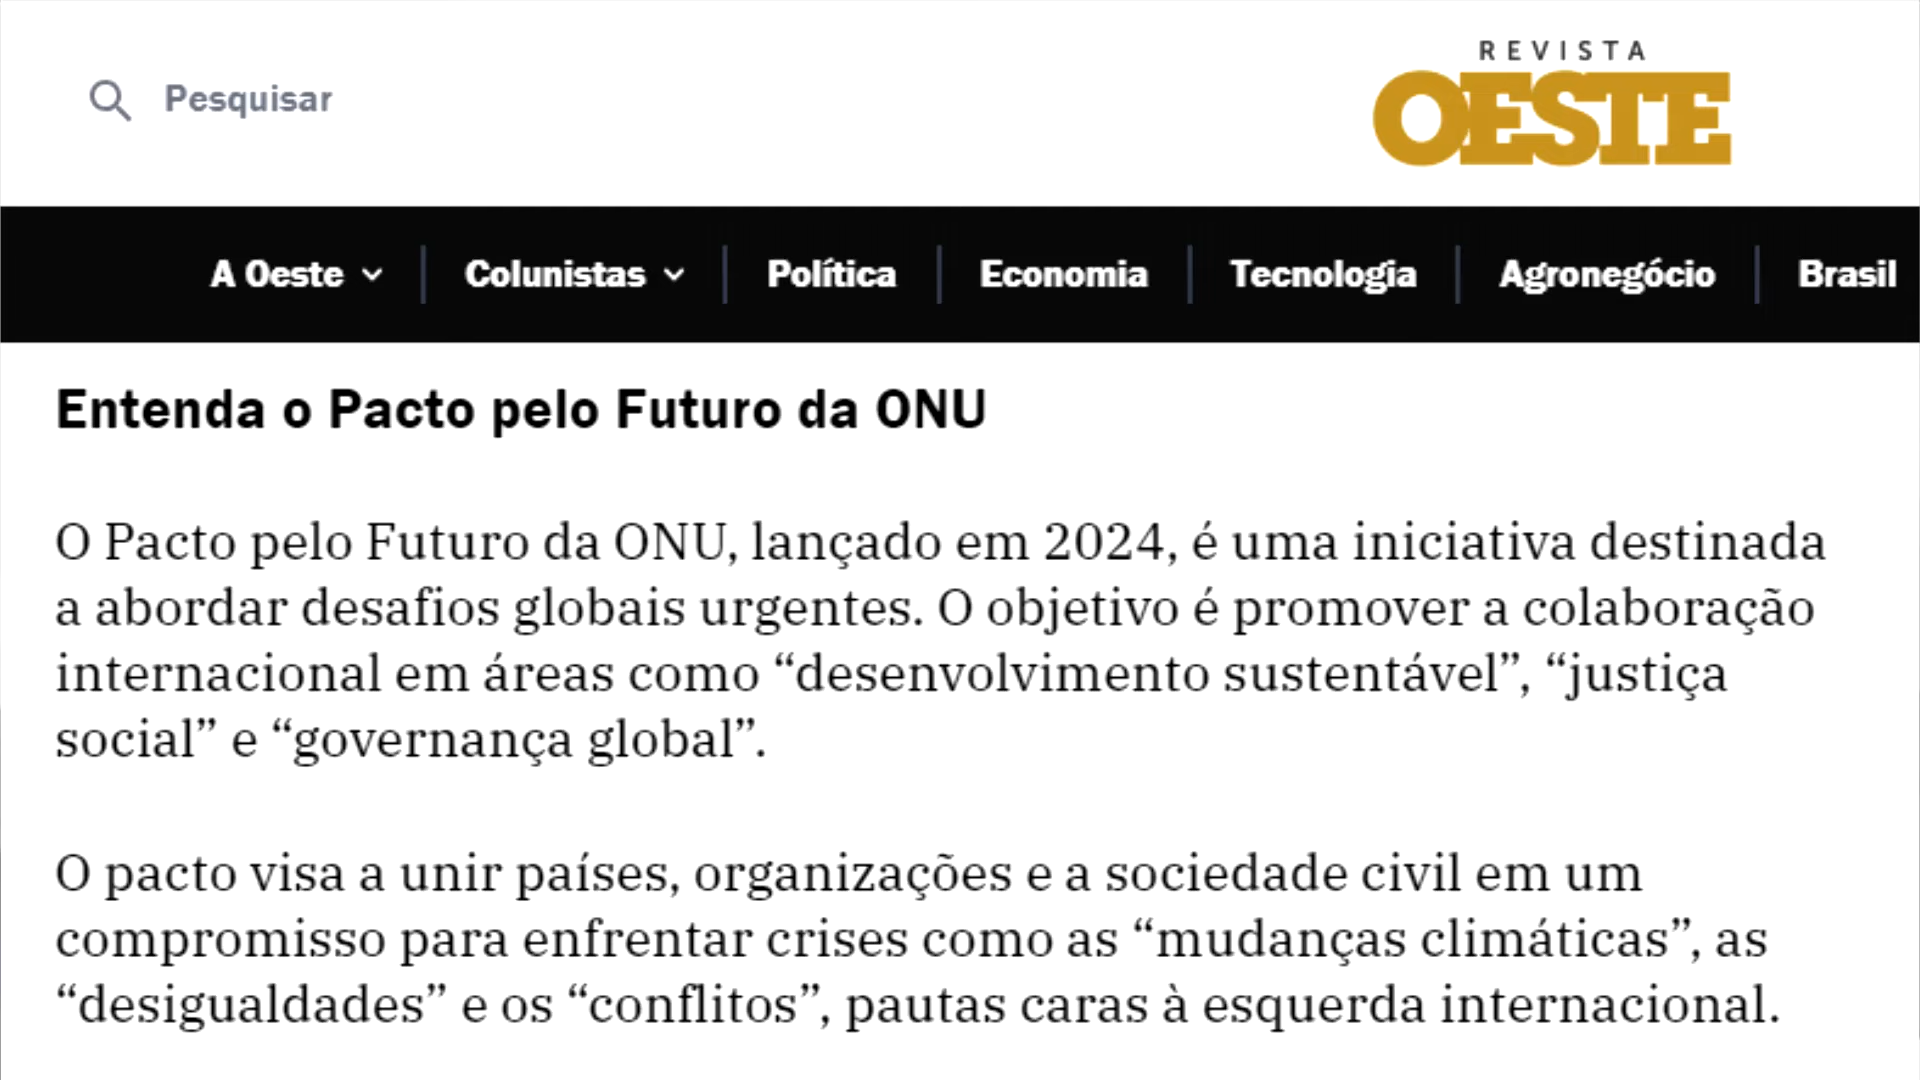 Pesquisar
REVISTA
OESTE
A Oeste
Colunistas
Política
Economia
Tecnologia
Agronegócio
Brasil
Entenda o Pacto pelo Futuro da ONU
O Pacto pelo Futuro da ONU, lançado em 2024, é uma iniciativa destinada
a abordar desafios globais urgentes. O objetivo é promover a colaboração
internacional em áreas como “desenvolvimento sustentável”, “justiça
social” e “governança global”.
O pacto visa a unir países, organizações e a sociedade civil em um
compromisso para enfrentar crises como as “mudanças climáticas”, as
“desigualdades” e os “conflitos”, pautas caras à esquerda internacional.